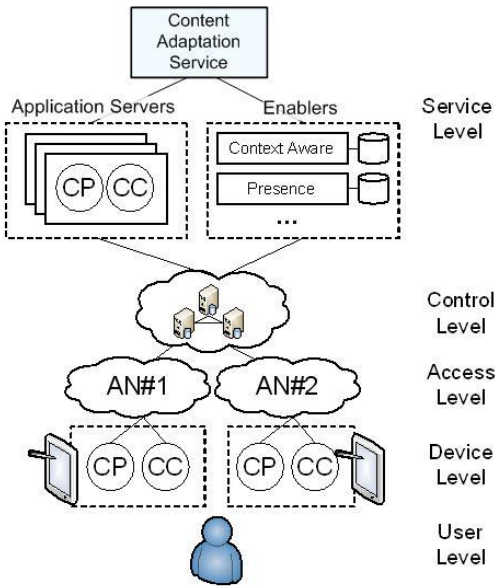 Content
Adaptation
Service
Application Servers
Enablers
Service
Level
Context Aware
CP
CC
Presence
...
Control
Level
AN#1
AN#2
Access
Level
CP
CC
CP
CC
Device
Level
User
Level